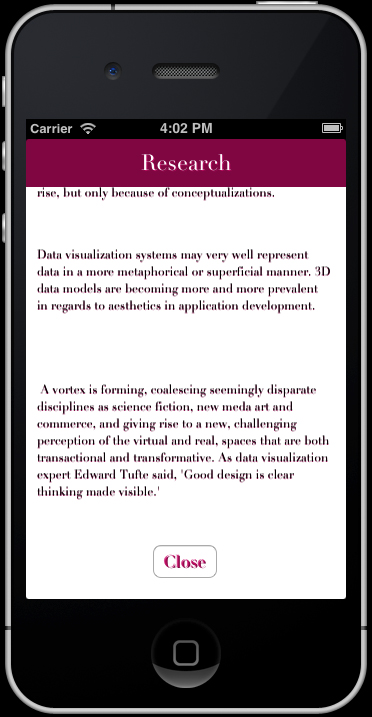 Carrier 4:02 PM
Research
rise, but only because of conceptualizations.
Data visualization systems may very well represent
data in a more metaphorical or superficial manner. 3D
data models are becoming more and more prevalent
in regards to aesthetics in application development.
A vortex is forming, coalescing seemingly disparate
disciplines as science fiction, new meda art and
commerce, and giving rise to a new, challenging
perception of the virtual and real, spaces that are both
transactional and transformative. As data visualization
expert Edward Tufte said, 'Good design is clear
thinking made visible.'
Close